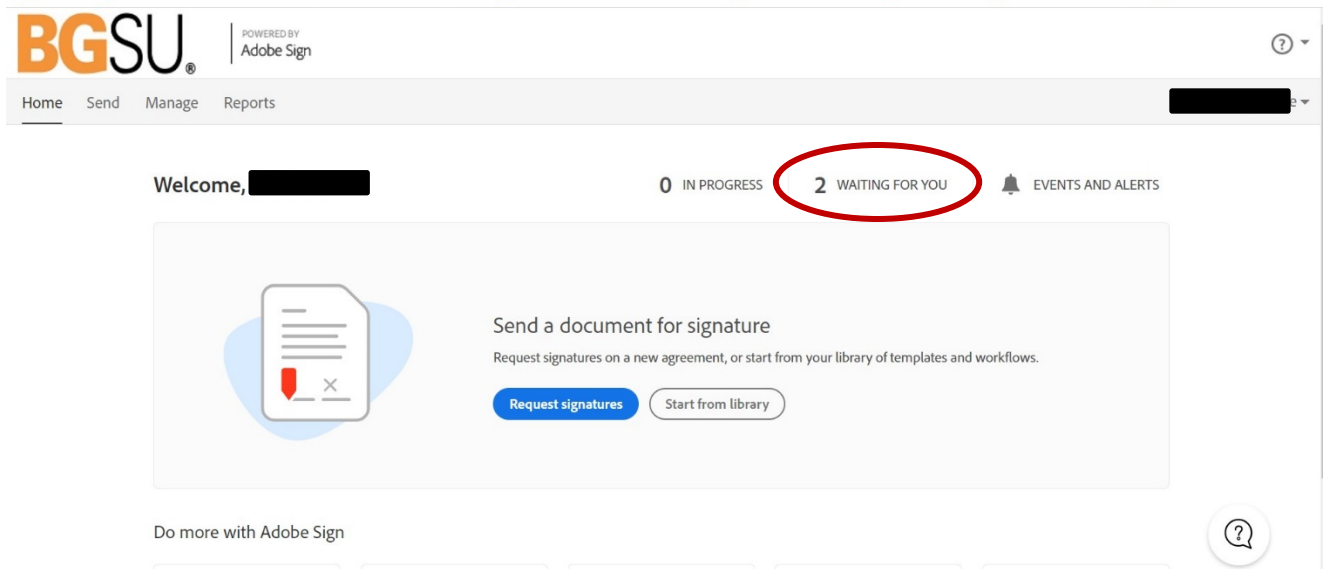 BGSU®
POWERED BY
Adobe Sign
Home Send Manage Reports
e
Welcome,
0 IN PROGRESS 2 WAITING FOR YOU EVENTS AND ALERTS
Send a document for signature
Request signatures on a new agreement, or start from your library of templates and workflows.
Request signatures Start from library
Do more with Adobe Sign